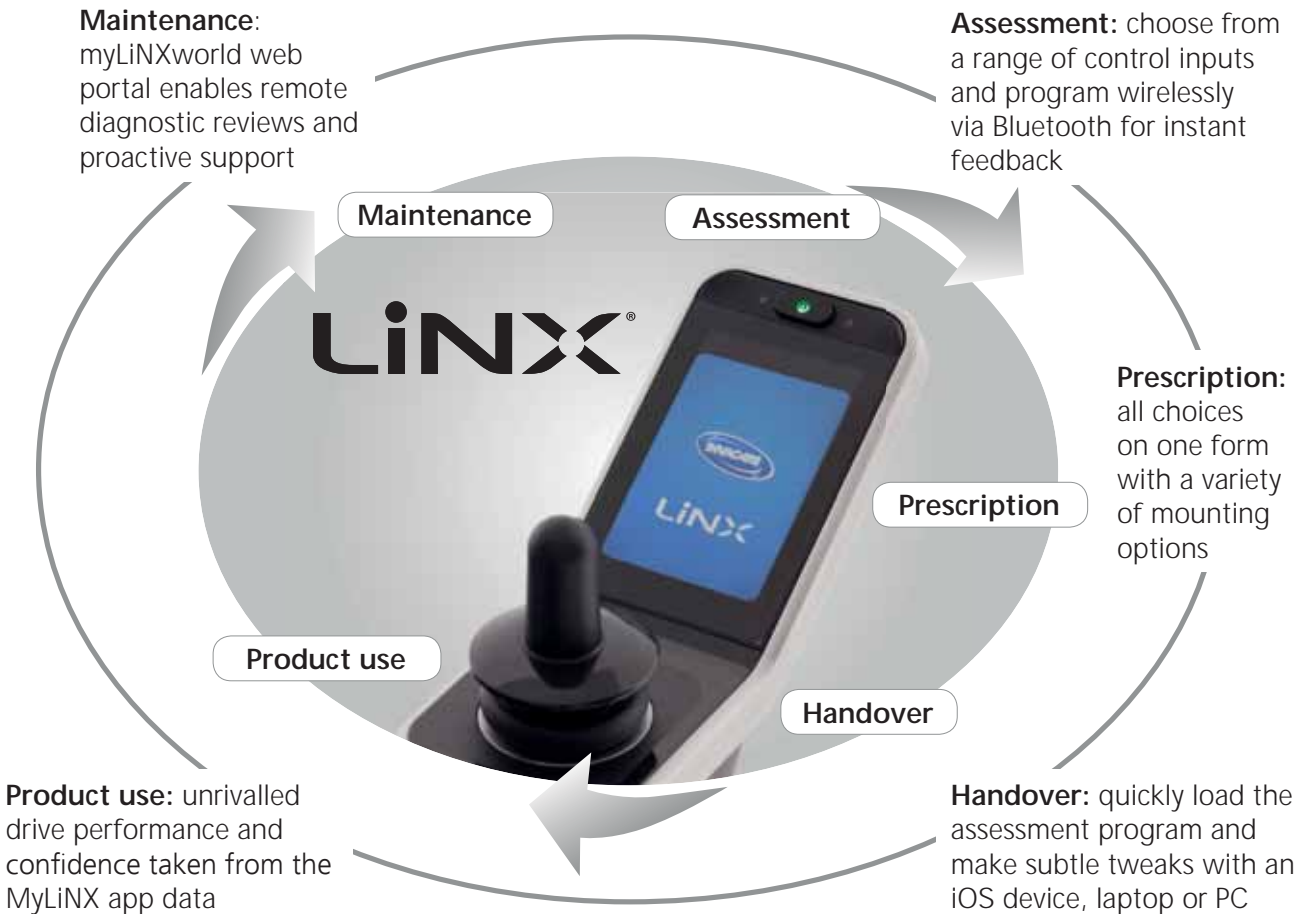 Maintenance:
myLiNXworld web
portal enables remote
diagnostic reviews and
proactive support
Assessment: choose from
a range of control inputs
and program wirelessly
via Bluetooth for instant
feedback
Maintenance
Assessment
LiNX®
INVACARE
LiNX
Prescription:
all choices
on one form
with a variety
of mounting
options
Prescription
Product use
Handover
Product use: unrivalled
drive performance and
confidence taken from the
MyLiNX app data
Handover: quickly load the
assessment program and
make subtle tweaks with an
iOS device, laptop or PC